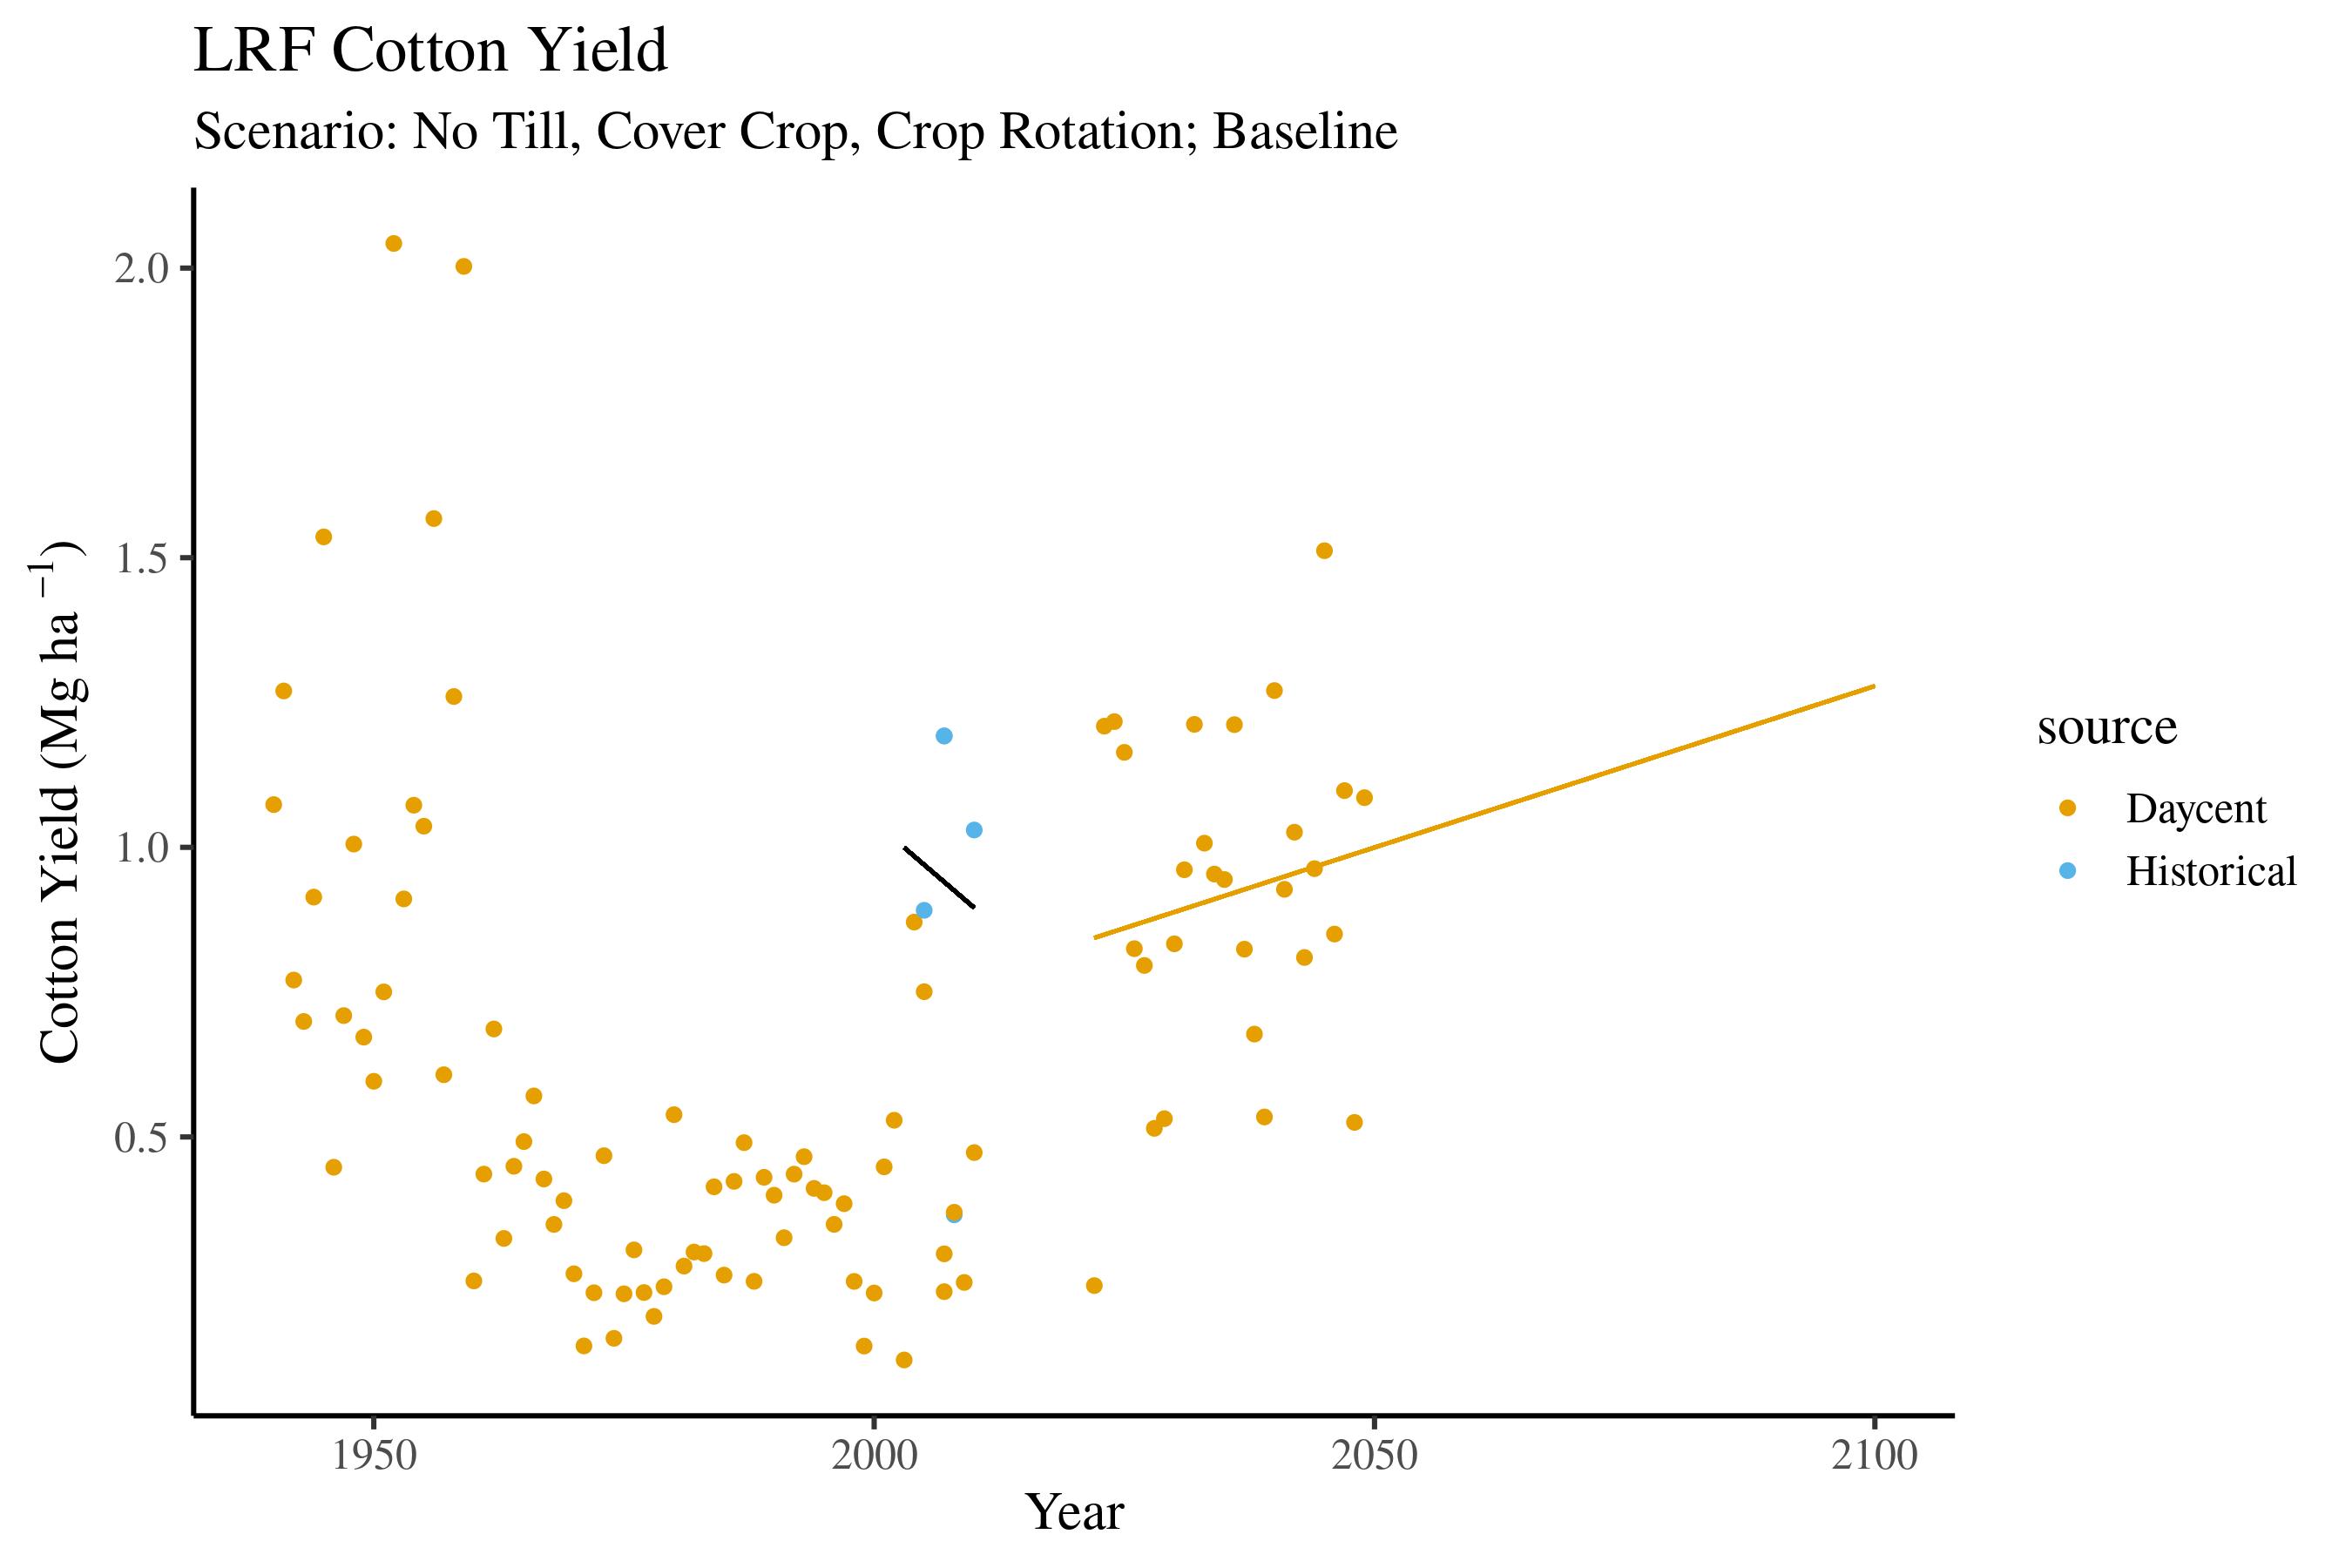 LRF Cotton Yield
Scenario: No Till, Cover Crop, Crop Rotation; Baseline
Cotton Yield (Mg ha −1)
2.0
1.5
1.0
0.5
1950 2000 2050 2100
Year
source
Daycent
Historical